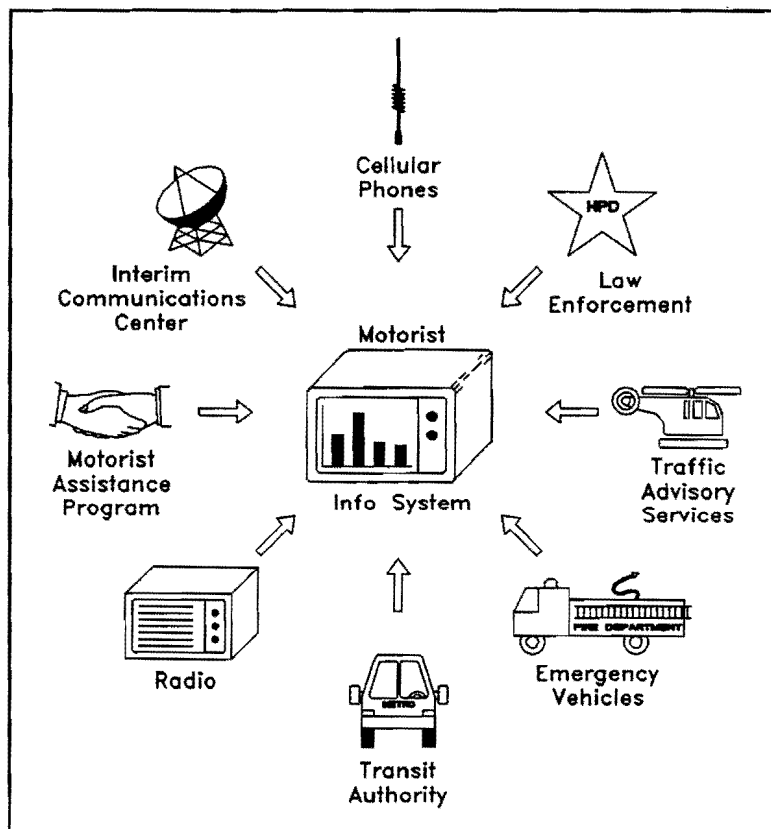 Cellular
Phones
HPD
Interim
Communications
Center
Law
Enforcement
Motorist
Info System
Motorist
Assistance
Program
Traffic
Advisory
Services
Radio
FIRE DEPARTMENT
Emergency
Vehicles
METRO
Transit
Authority